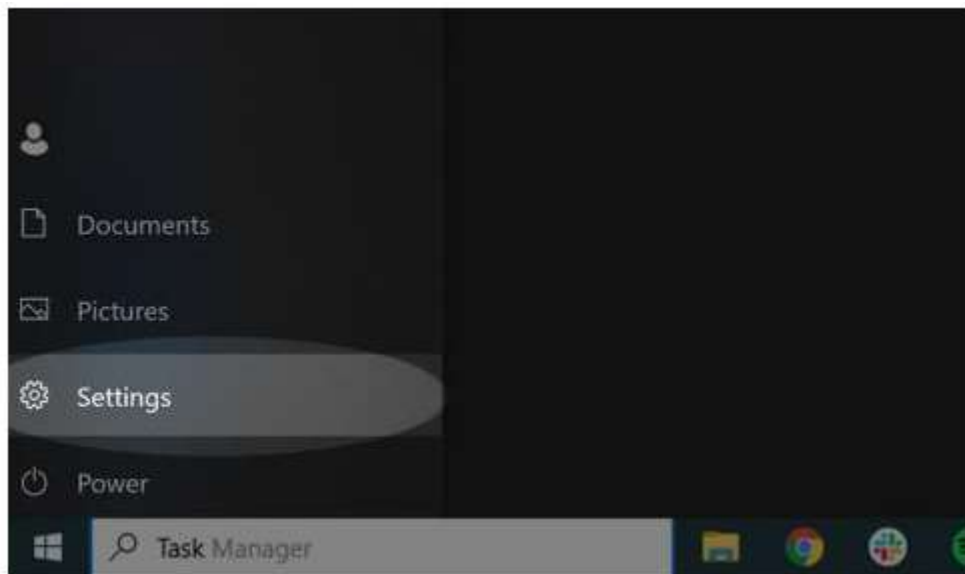 Documents
Pictures
Settings
Power
Task Manager